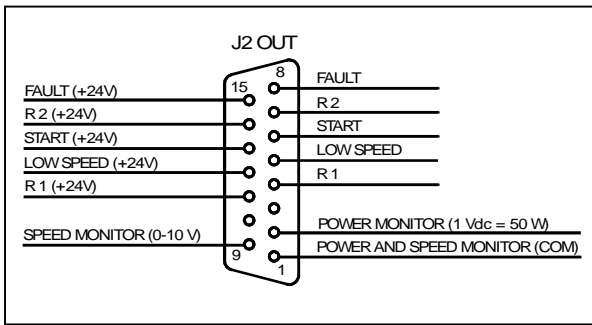 J2 OUT
15
8
FAULT (+24V)
FAULT
R 2 (+24V)
R 2
START (+24V)
START
LOW SPEED (+24V)
LOW SPEED
R 1 (+24V)
R 1
POWER MONITOR (1 Vdc = 50 W)
SPEED MONITOR (0-10 V)
POWER AND SPEED MONITOR (COM)
9
1